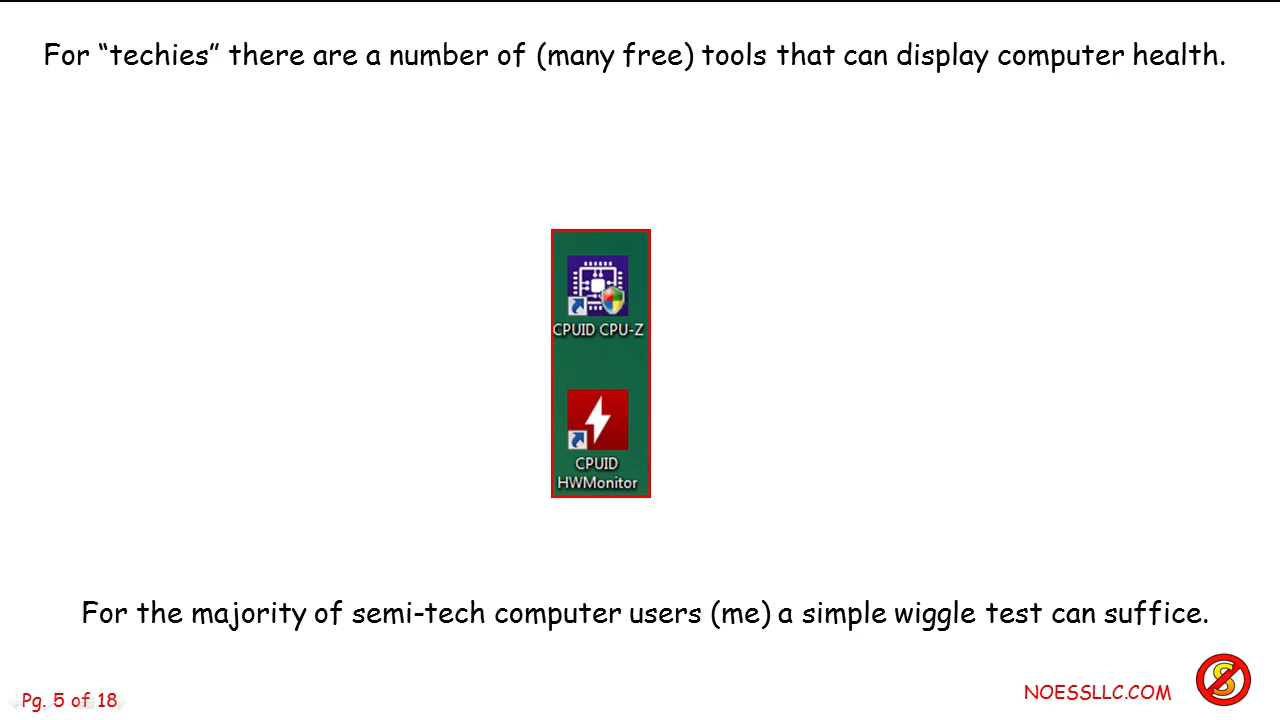 For “techies” there are a number of (many free) tools that can display computer health.
CPUID CPU-Z
CPUID
HWMonitor
For the majority of semi-tech computer users (me) a simple wiggle test can suffice.
Pg. 5 of 18
NOESSLLC.COM
S